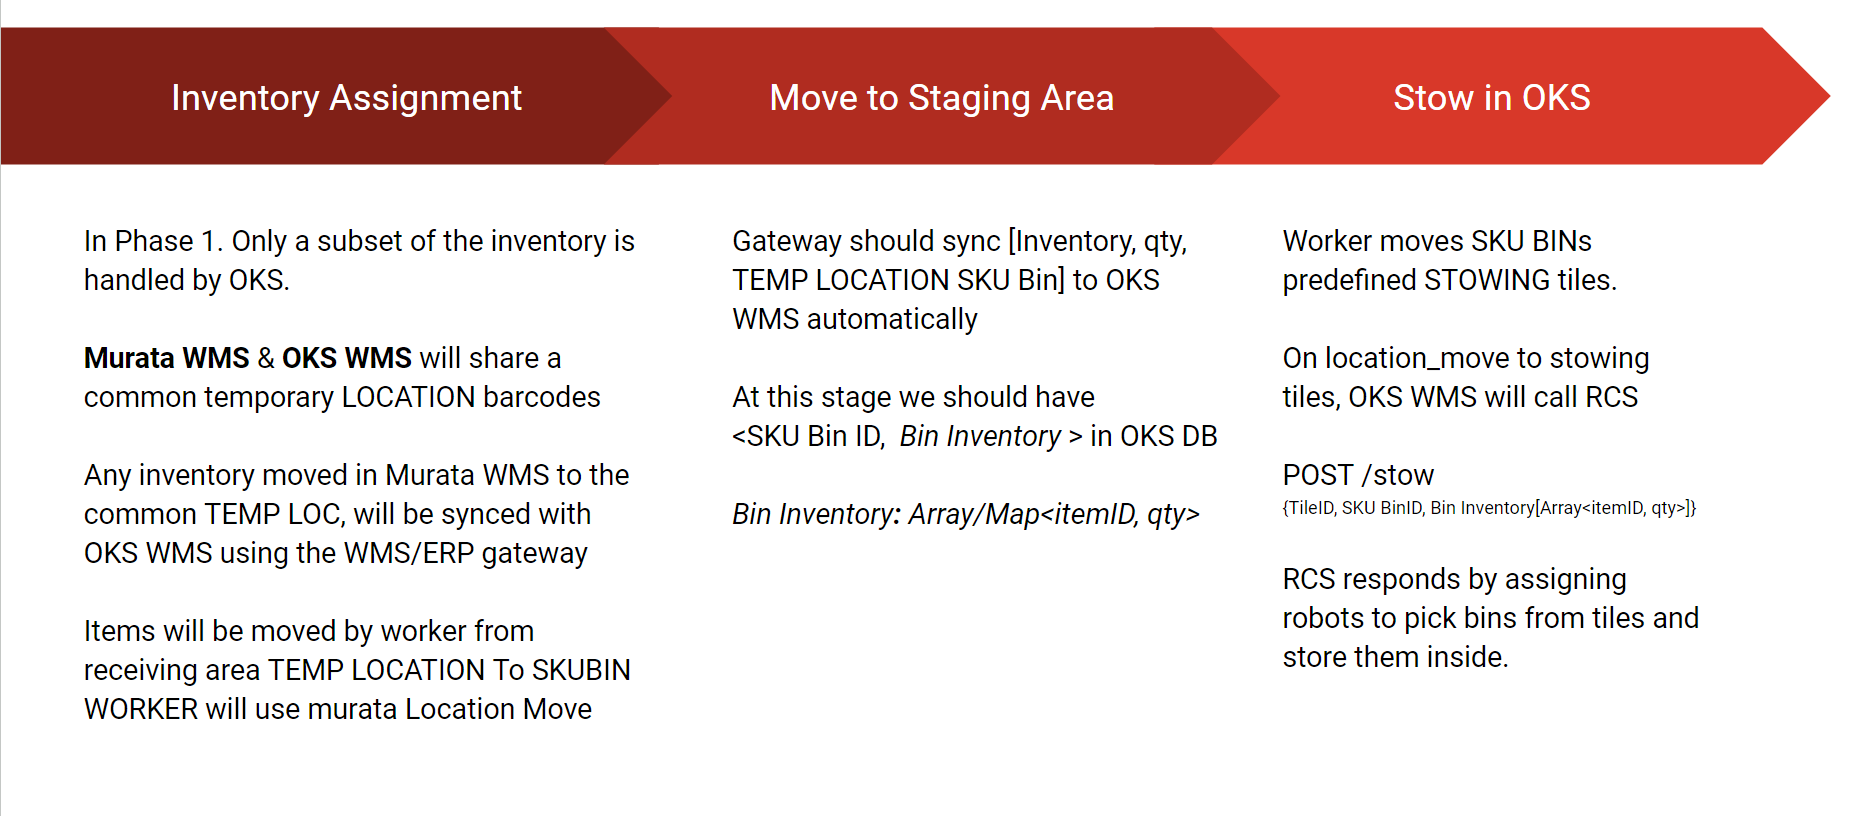 Inventory Assignment
Move to Staging Area
Stow in OKS
In Phase 1. Only a subset of the inventory is
handled by OKS.
Murata WMS & OKS WMS will share a
common temporary LOCATION barcodes
Any inventory moved in Murata WMS to the
common TEMP LOC, will be synced with
OKS WMS using the WMS/ERP gateway
Items will be moved by worker from
receiving area TEMP LOCATION To SKUBIN
WORKER will use murata Location Move
Gateway should sync [Inventory, qty,
TEMP LOCATION SKU Bin] to OKS
WMS automatically
At this stage we should have
<SKU Bin ID,  Bin Inventory > in OKS DB
Bin Inventory: Array/Map<itemID, qty>
Worker moves SKU BINs
predefined STOWING tiles.
On location_move to stowing
tiles, OKS WMS will call RCS
POST /stow
{TileID, SKU BinID, Bin Inventory[Array<itemID, qty>]}
RCS responds by assigning
robots to pick bins from tiles and
store them inside.